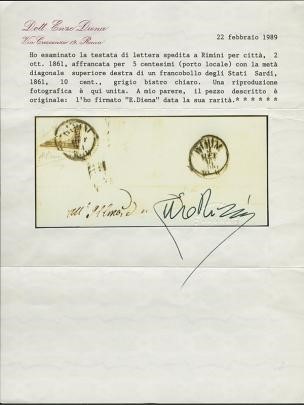 Dott. Enzo Diena
Via Crescenzio 19, Roma
22 febbraio 1989
Ho esaminato la testata di lettera spedita a Rimini per città, 2
ott. 1861, affrancata per 5 centesimi (porto locale) con la metà
diagonale superiore destra di un francobollo degli Stati Sardi,
1861, 10 cent., grigio bistro chiaro. Una riproduzione
fotografica è qui unita. A mio parere, il pezzo descritto è
originale: l'ho firmato "E.Diena" data la sua rarità. * * * * * *
RIMINI
RIMINI